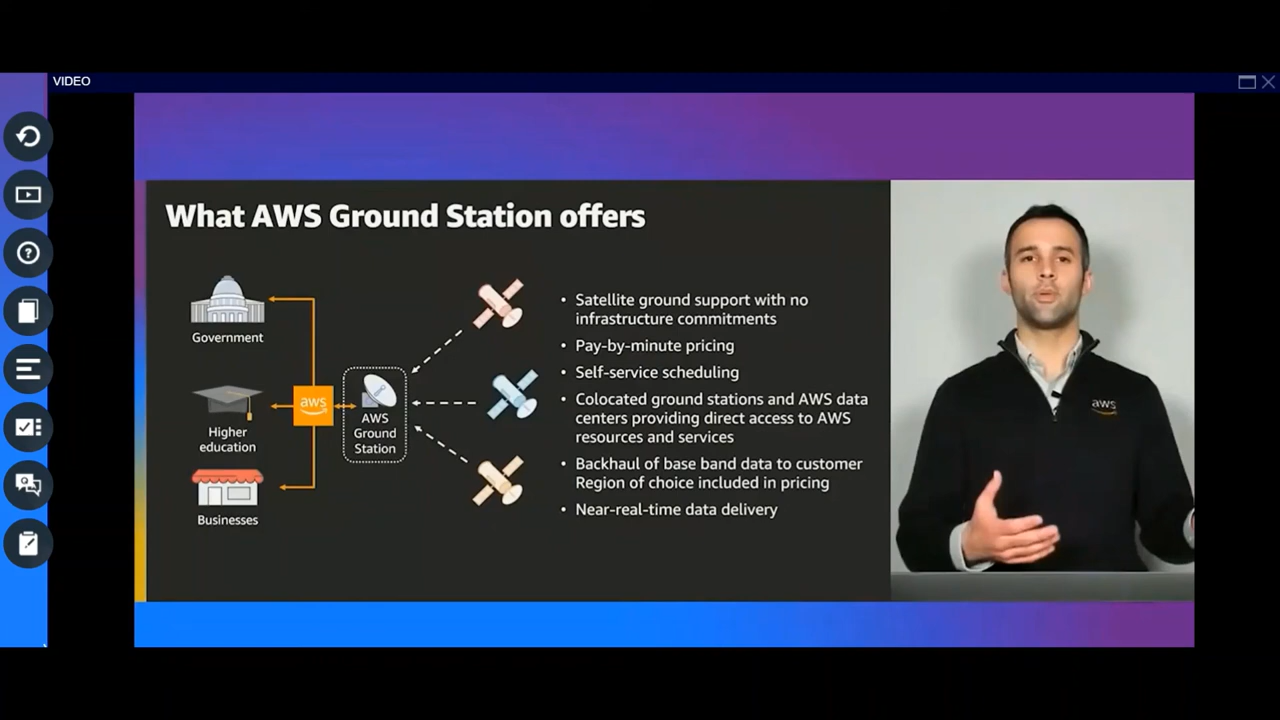 VIDEO
What AWS Ground Station offers
Government
Higher
education
Businesses
aws
AWS
Ground
Station
• Satellite ground support with no
infrastructure commitments
• Pay-by-minute pricing
• Self-service scheduling
• Colocated ground stations and AWS data
centers providing direct access to AWS
resources and services
• Backhaul of base band data to customer
Region of choice included in pricing
• Near-real-time data delivery
aws